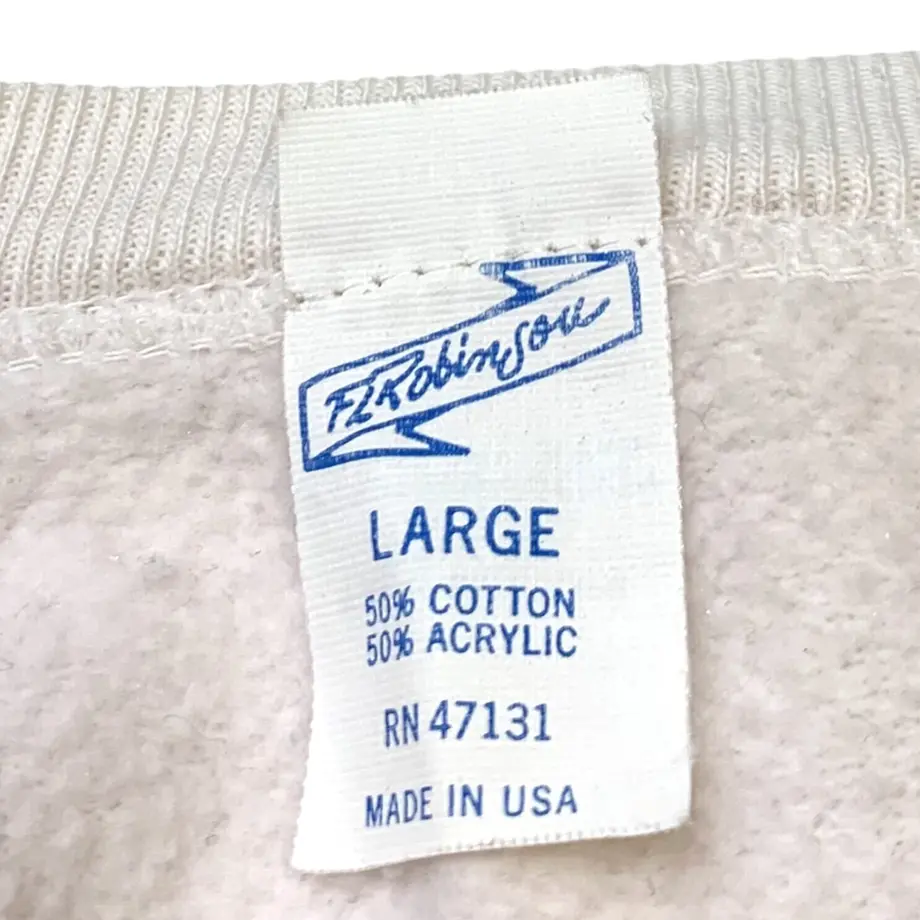 FLRobinson
LARGE
50% COTTON
50% ACRYLIC
RN 47131
MADE IN USA